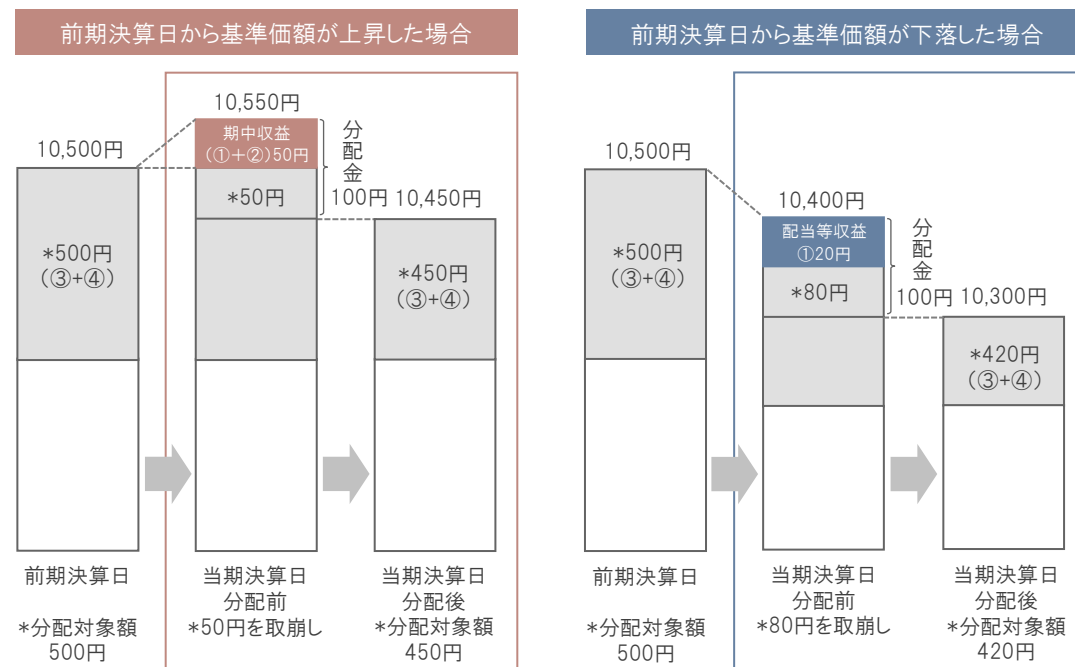 前期決算日から基準価額が上昇した場合
10,550円
10,500円
期中収益
(①+②)50円
分配金
*50円
100円
10,450円
*500円
(③+④)
*450円
(③+④)
前期決算日
当期決算日
分配前
当期決算日
分配後
*分配対象額
500円
*50円を取崩し
*分配対象額
450円
前期決算日から基準価額が下落した場合
10,500円
10,400円
配当等収益
①20円
分配金
*80円
100円
10,300円
*500円
(③+④)
*420円
(③+④)
前期決算日
当期決算日
分配前
当期決算日
分配後
*分配対象額
500円
*80円を取崩し
*分配対象額
420円